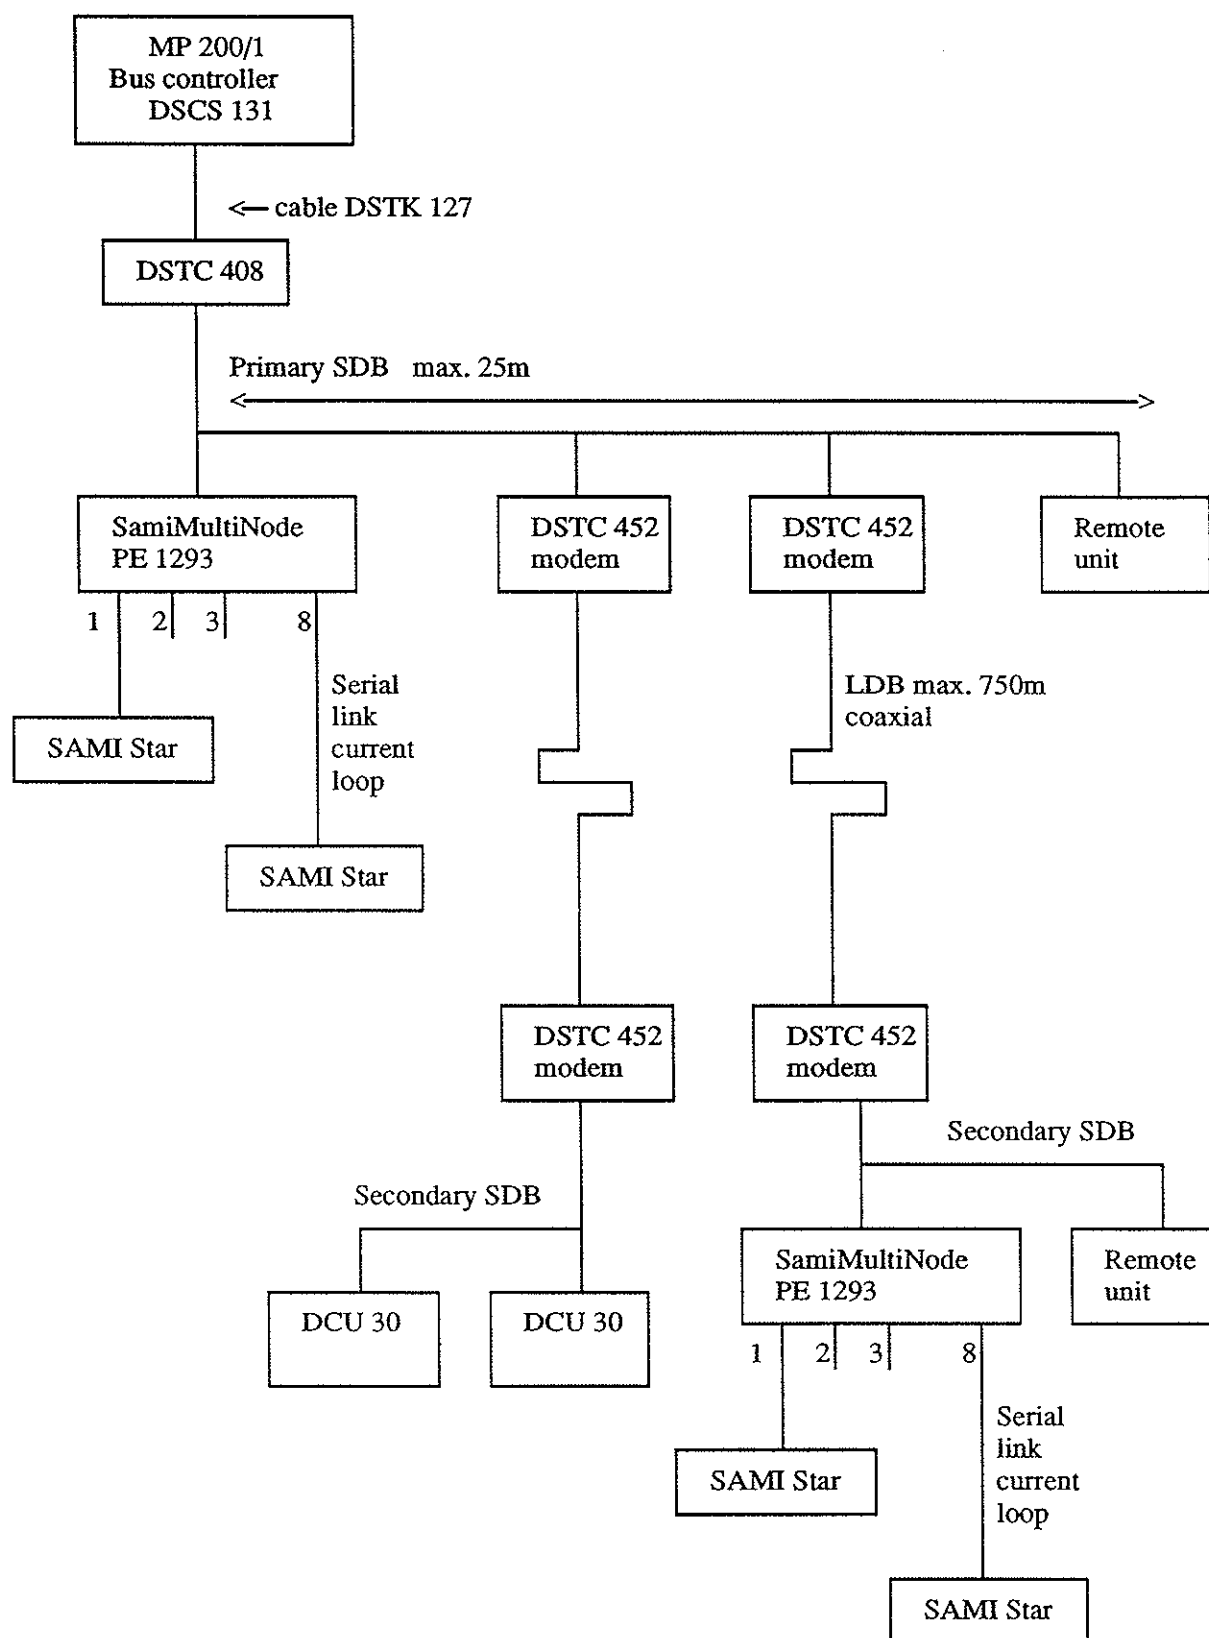 MP 200/1
Bus controller
DSCS 131
<— cable DSTK 127
DSTC 408
Primary SDB max. 25m
SamiMultiNode
PE 1293
DSTC 452
modem
DSTC 452
modem
Remote
unit
1 2 3 8
Serial
link
current
loop
LDB max. 750m
coaxial
SAMI Star
SAMI Star
DSTC 452
modem
DSTC 452
modem
Secondary SDB
Secondary SDB
DCU 30
DCU 30
SamiMultiNode
PE 1293
Remote
unit
1 2 3 8
Serial
link
current
loop
SAMI Star
SAMI Star